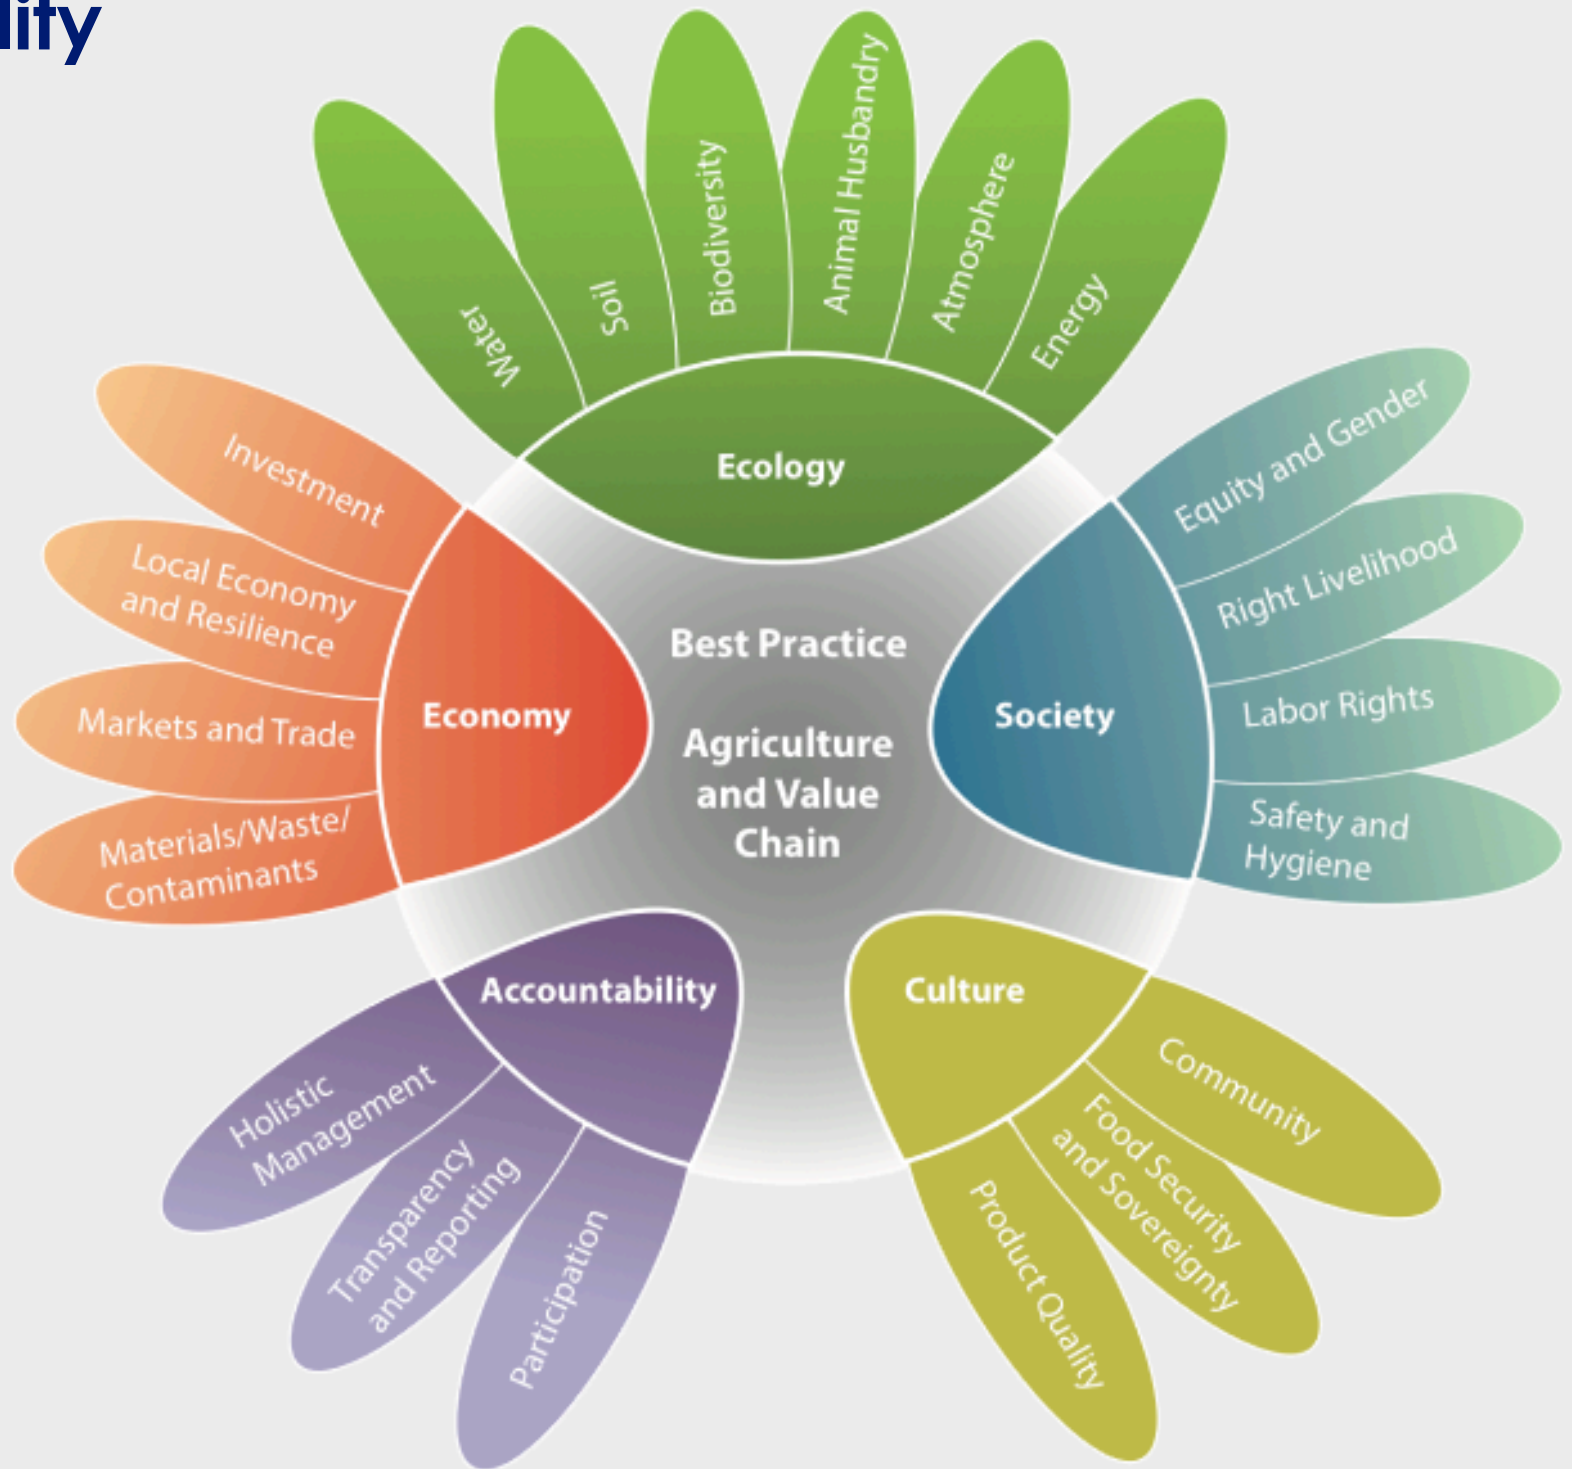 lity
Water
Soil
Biodiversity
Animal Husbandry
Atmosphere
Energy
Ecology
Investment
Local Economy
and Resilience
Markets and Trade
Materials/Waste/
Contaminants
Economy
Best Practice
Agriculture
and Value
Chain
Society
Equity and Gender
Right Livelihood
Labor Rights
Safety and
Hygiene
Accountability
Holistic
Management
Transparency
and Reporting
Participation
Culture
Community
Food Security
and Sovereignty
Product Quality